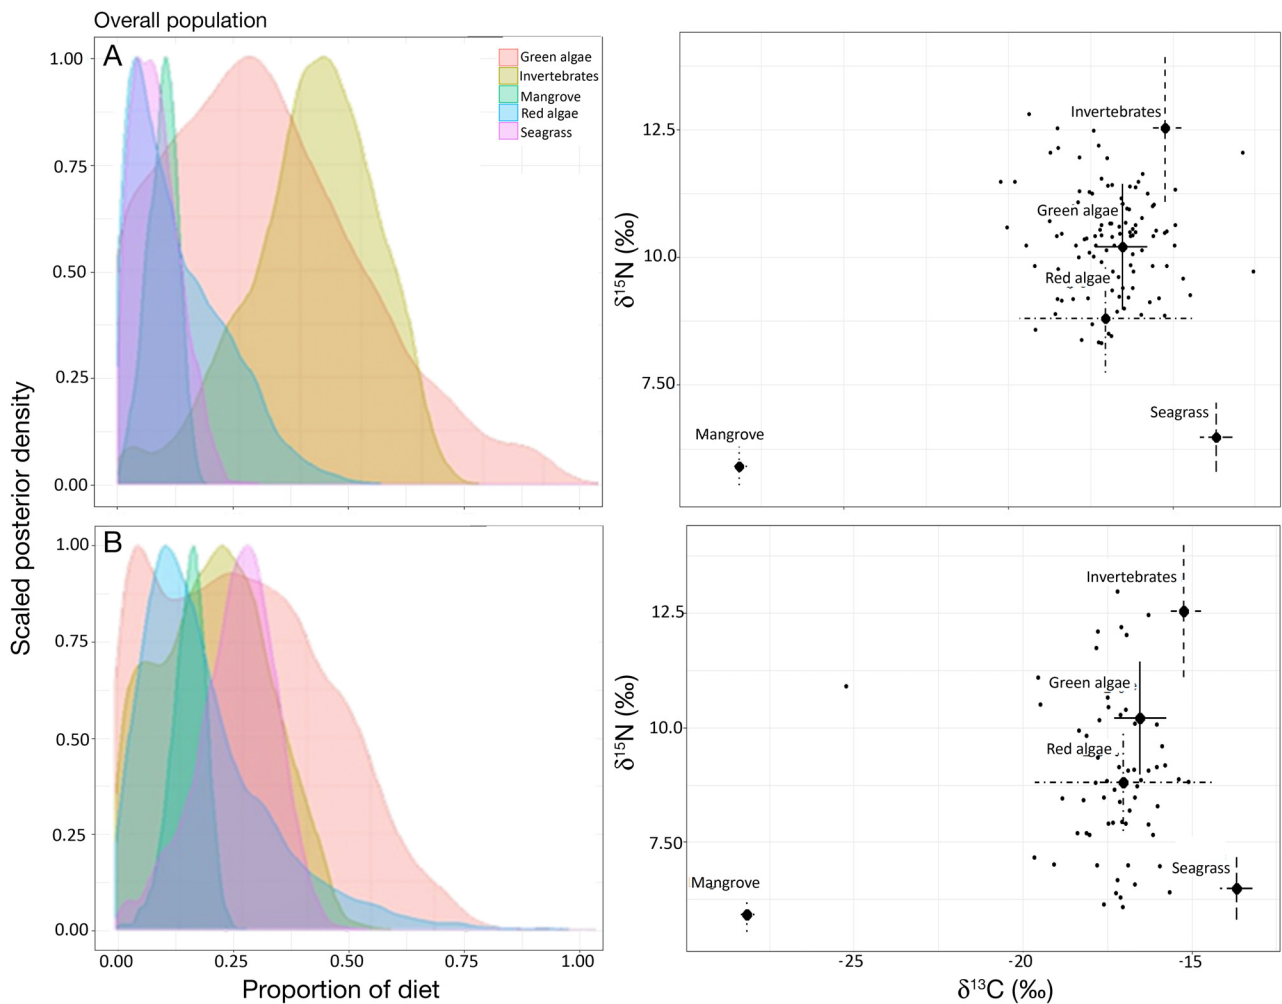 Overall population
A
1.00
0.75
0.50
0.25
0.00
Green algae
Invertebrates
Mangrove
Red algae
Seagrass
δ¹⁵N (‰)
12.5
10.0
7.50
Invertebrates
Green algae
Red algae
Seagrass
Mangrove
Scaled posterior density
B
1.00
0.75
0.50
0.25
0.00
0.00 0.25 0.50 0.75 1.00
Proportion of diet
δ¹⁵N (‰)
12.5
10.0
7.50
Invertebrates
Green algae
Red algae
Seagrass
Mangrove
-25 -20 -15
δ¹³C (‰)